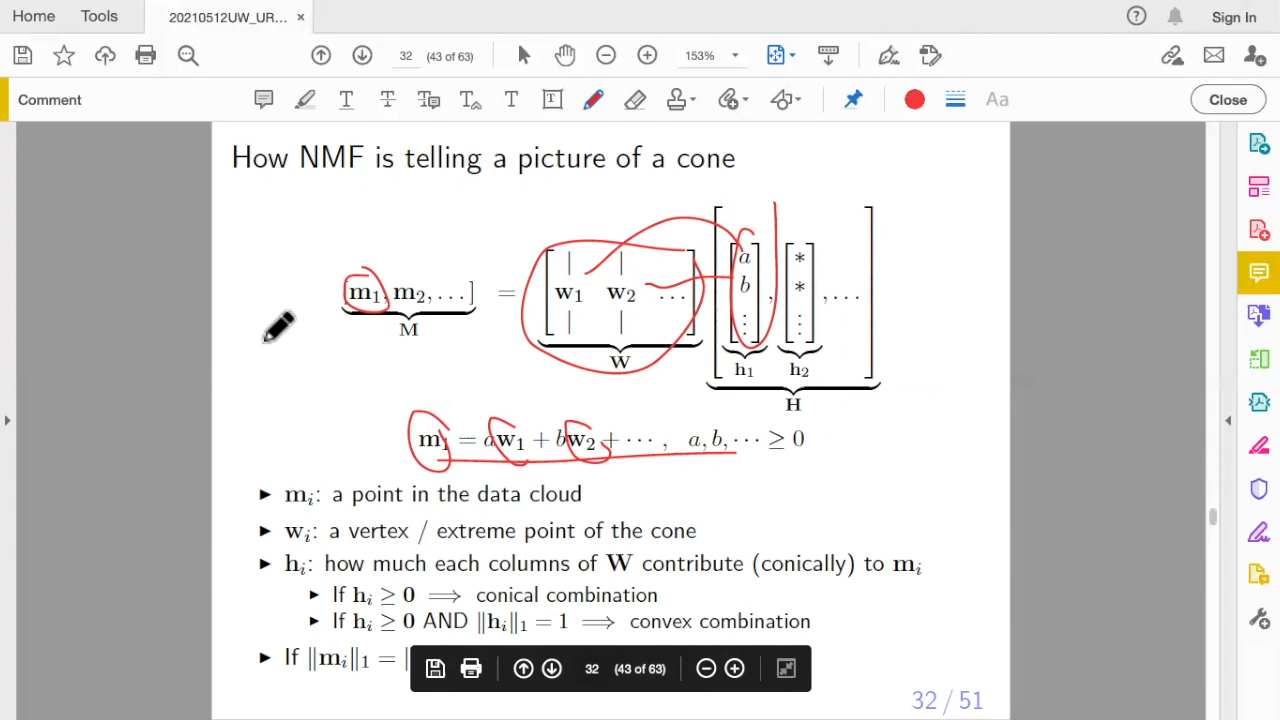 Home Tools 20210512UW_UR... × Sign In
32 (43 of 63) 153%
Comment Aa Close
How NMF is telling a picture of a cone
[m₁, m₂, ...] = [w₁ w₂ ...] [[a b ⋮], [* * ⋮], ...]
M W h₁ h₂ H
m₁ = aw₁ + bw₂ + ⋯ , a, b, ⋯ ≥ 0
▶ mᵢ: a point in the data cloud
▶ wᵢ: a vertex / extreme point of the cone
▶ hᵢ: how much each columns of W contribute (conically) to mᵢ
▶ If hᵢ ≥ 0 ⟹ conical combination
▶ If hᵢ ≥ 0 AND ‖hᵢ‖₁ = 1 ⟹ convex combination
▶ If ‖mᵢ‖₁ = ‖
32 (43 of 63)
32 / 51